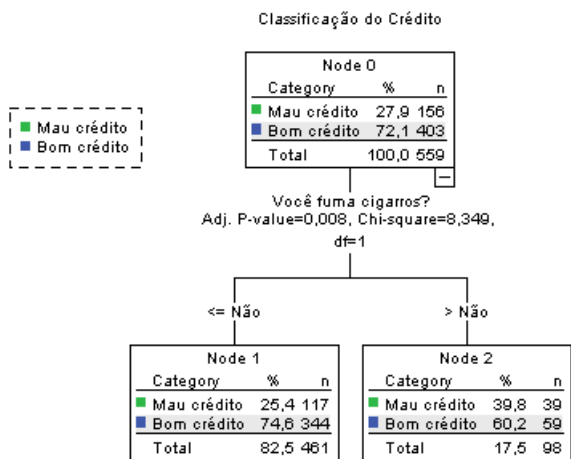 Classificação do Crédito
Mau crédito
Bom crédito
Node 0
Category % n
Mau crédito 27,9 156
Bom crédito 72,1 403
Total 100,0 559
Você fuma cigarros?
Adj. P-value=0,008, Chi-square=8,349,
df=1
<= Não
> Não
Node 1
Category % n
Mau crédito 25,4 117
Bom crédito 74,6 344
Total 82,5 461
Node 2
Category % n
Mau crédito 39,8 39
Bom crédito 60,2 59
Total 17,5 98